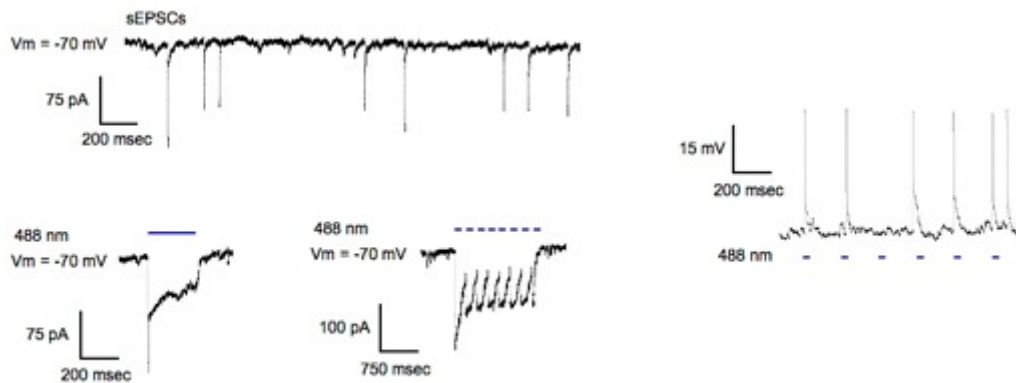 sEPSCs
Vm = -70 mV
75 pA
200 msec
15 mV
200 msec
488 nm
488 nm
Vm = -70 mV
75 pA
200 msec
488 nm
Vm = -70 mV
100 pA
750 msec